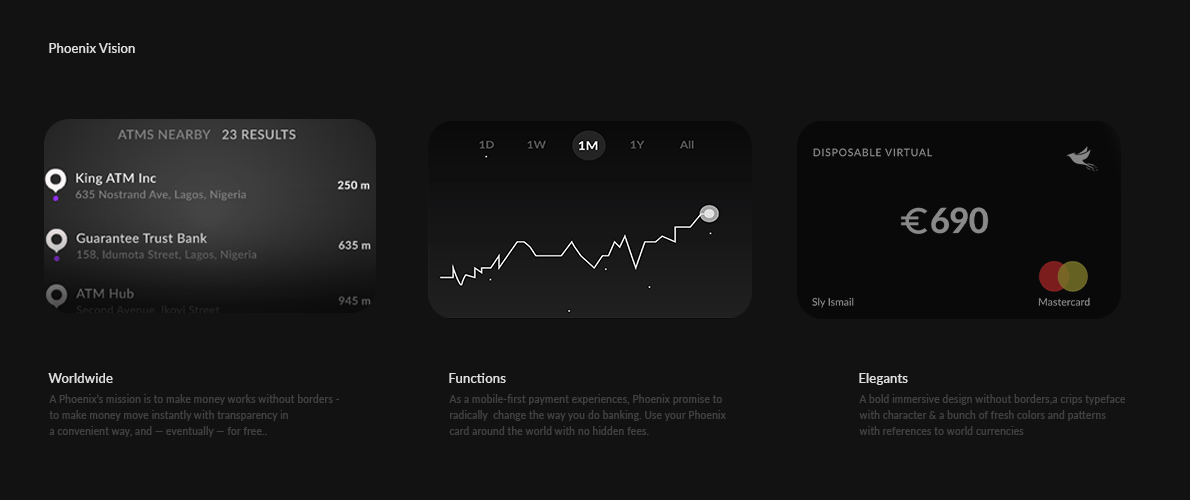 Phoenix Vision
ATMS NEARBY 23 RESULTS
King ATM Inc
635 Nostrand Ave, Lagos, Nigeria
250 m
Guarantee Trust Bank
158, Idumota Street, Lagos, Nigeria
635 m
ATM Hub
Second Avenue, Ikoyi Street
945 m
1D 1W 1M 1Y All
DISPOSABLE VIRTUAL
€690
Sly Ismail
Mastercard
Worldwide
A Phoenix's mission is to make money works without borders -
to make money move instantly with transparency in
a convenient way, and — eventually — for free..
Functions
As a mobile-first payment experiences, Phoenix promise to
radically change the way you do banking. Use your Phoenix
card around the world with no hidden fees.
Elegants
A bold immersive design without borders,a crips typeface
with character & a bunch of fresh colors and patterns
with references to world currencies